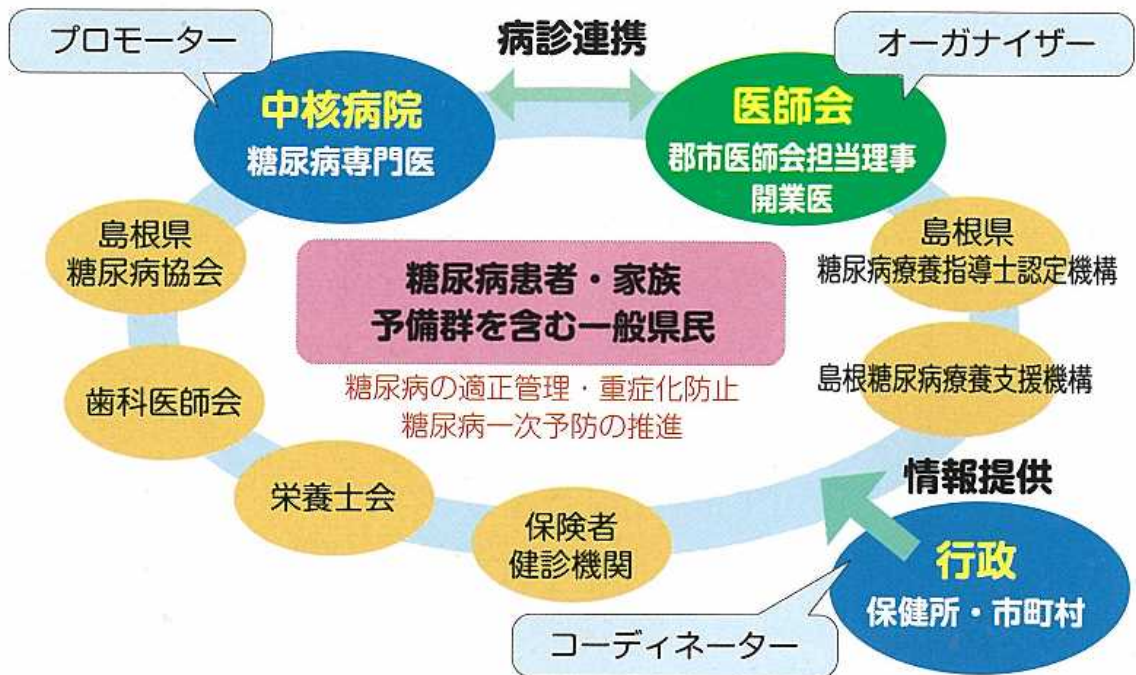 プロモーター
病診連携
オーガナイザー
中核病院
糖尿病専門医
医師会
郡市医師会担当理事
開業医
島根県
糖尿病協会
島根県
糖尿病療養指導士認定機構
糖尿病患者・家族
予備群を含む一般県民
糖尿病の適正管理・重症化防止
糖尿病一次予防の推進
島根糖尿病療養支援機構
歯科医師会
栄養士会
保険者
健診機関
情報提供
行政
保健所・市町村
コーディネーター